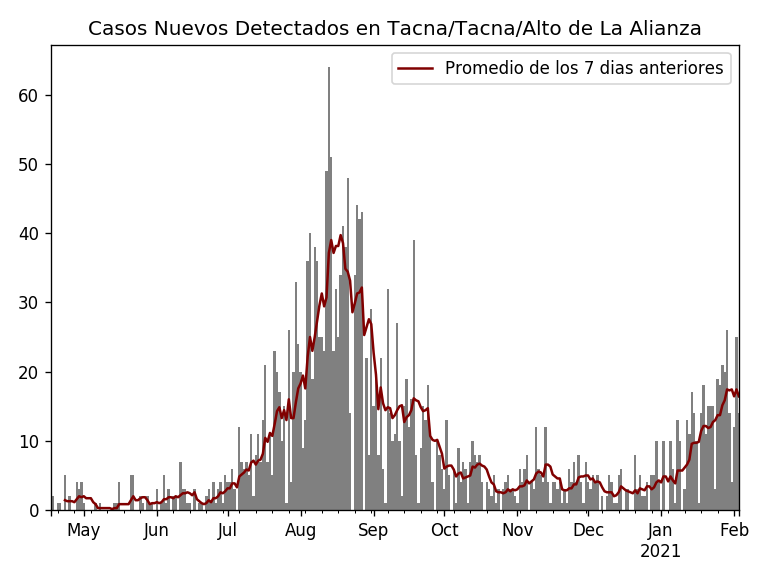 Casos Nuevos Detectados en Tacna/Tacna/Alto de La Alianza
Promedio de los 7 dias anteriores
60
50
40
30
20
10
0
May Jun Jul Aug Sep Oct Nov Dec Jan Feb
2021